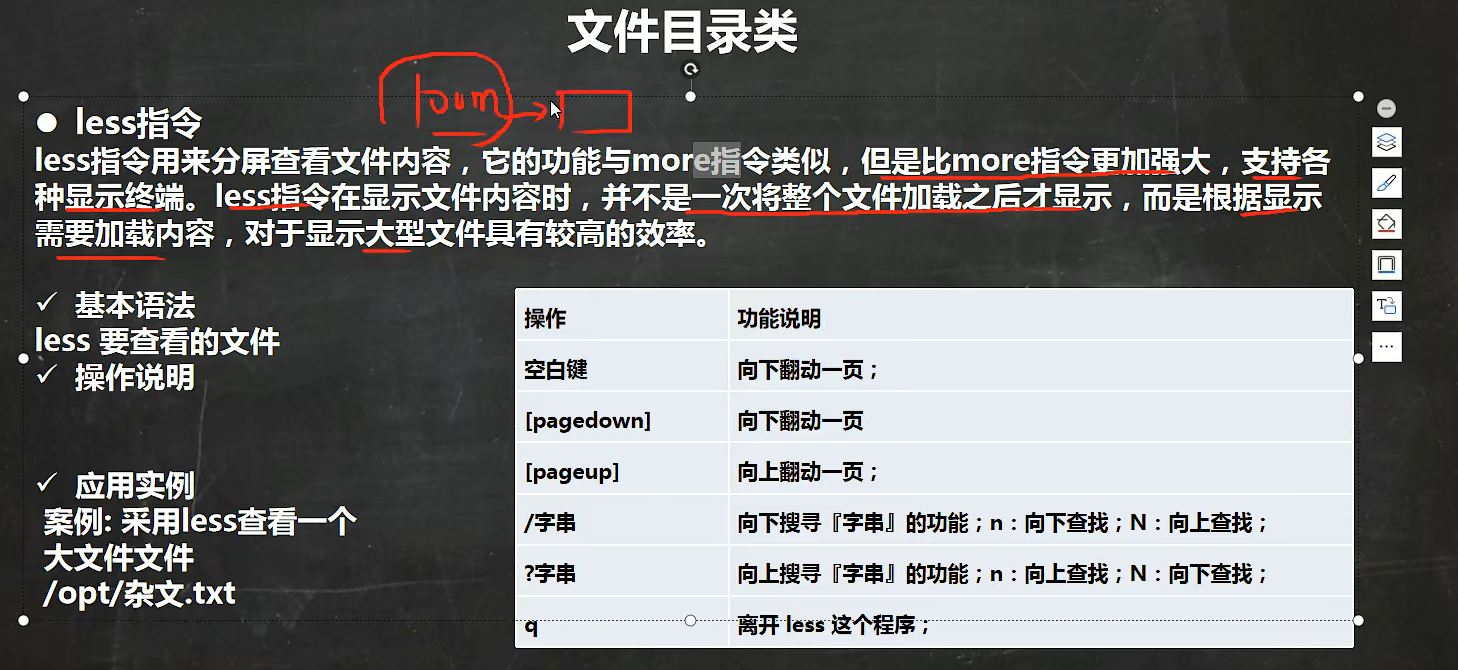 文件目录类
less指令
less指令用来分屏查看文件内容，它的功能与more指令类似，但是比more指令更加强大，支持各
种显示终端。less指令在显示文件内容时，并不是一次将整个文件加载之后才显示，而是根据显示
需要加载内容，对于显示大型文件具有较高的效率。
✓ 基本语法
less 要查看的文件
✓ 操作说明
✓ 应用实例
案例: 采用less查看一个
大文件文件
/opt/杂文.txt
操作 功能说明
空白键 向下翻动一页；
[pagedown] 向下翻动一页
[pageup] 向上翻动一页；
/字串 向下搜寻『字串』的功能；n：向下查找；N：向上查找；
?字串 向上搜寻『字串』的功能；n：向上查找；N：向下查找；
q 离开 less 这个程序；